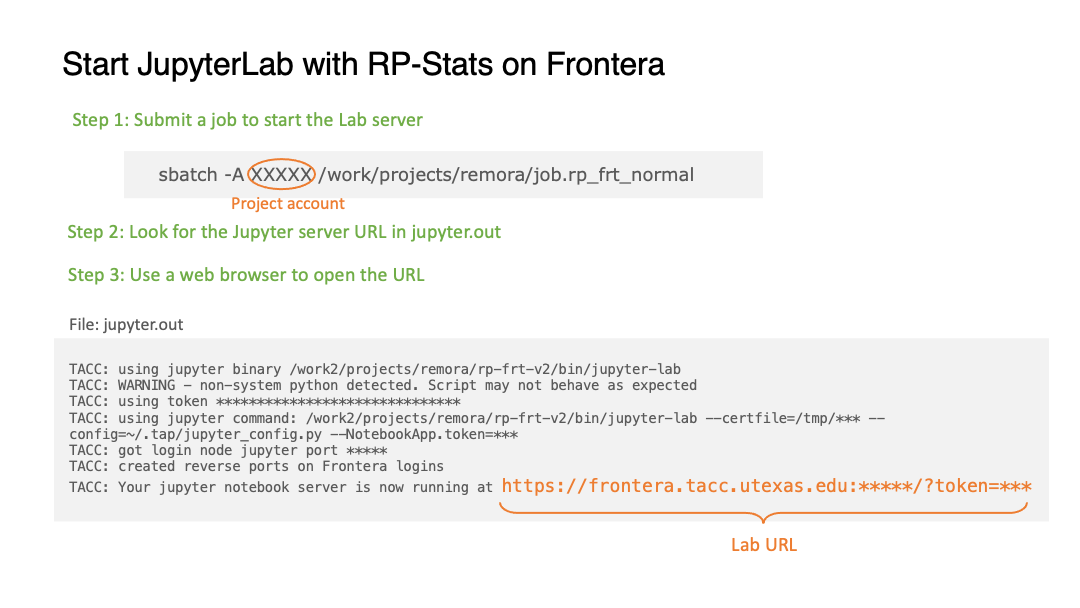 Start JupyterLab with RP-Stats on Frontera
Step 1: Submit a job to start the Lab server
sbatch -A XXXXX /work/projects/remora/job.rp_frt_normal
Project account
Step 2: Look for the Jupyter server URL in jupyter.out
Step 3: Use a web browser to open the URL
File: jupyter.out
TACC: using jupyter binary /work2/projects/remora/rp-frt-v2/bin/jupyter-lab
TACC: WARNING - non-system python detected. Script may not behave as expected
TACC: using token ******************************
TACC: using jupyter command: /work2/projects/remora/rp-frt-v2/bin/jupyter-lab --certfile=/tmp/*** --
config=~/.tap/jupyter_config.py --NotebookApp.token=***
TACC: got login node jupyter port *****
TACC: created reverse ports on Frontera logins
TACC: Your jupyter notebook server is now running at https://frontera.tacc.utexas.edu:*****/?token=***
Lab URL